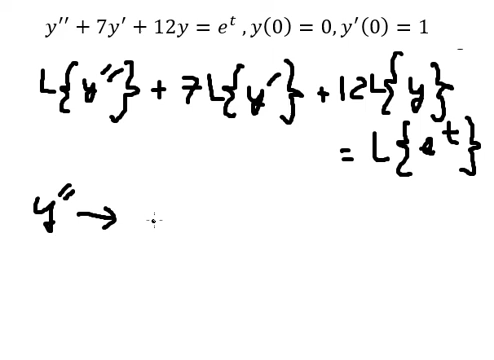 y'' + 7y' + 12y = e^t , y(0) = 0, y'(0) = 1
L{y''} + 7L{y'} + 12L{y}
= L{e^t}
y'' →